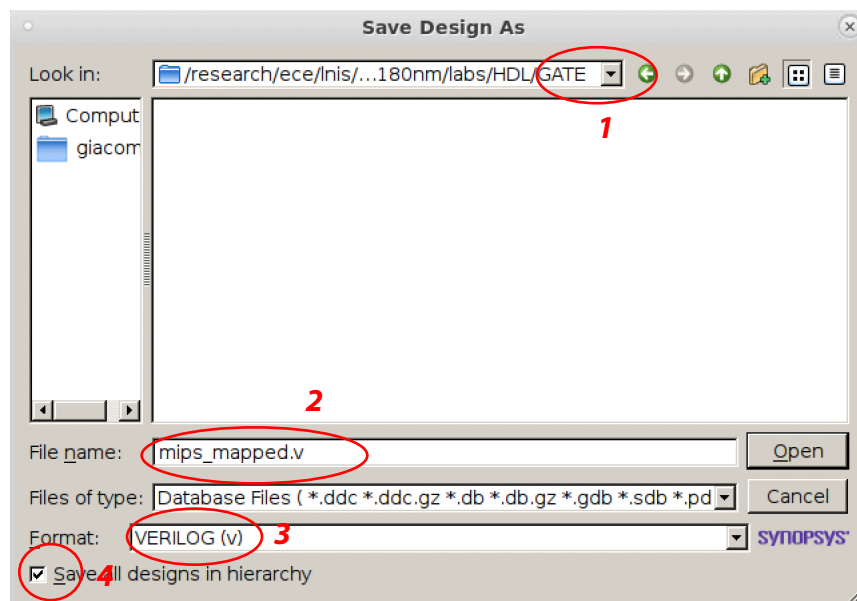 Save Design As
Look in: /research/ece/lnis/...180nm/labs/HDL/GATE
1
Comput
giacom
2
File name: mips_mapped.v Open
Files of type: Database Files ( *.ddc *.ddc.gz *.db *.db.gz *.gdb *.sdb *.pd Cancel
Format: VERILOG (v) 3 SYNOPSYS
4 Save all designs in hierarchy